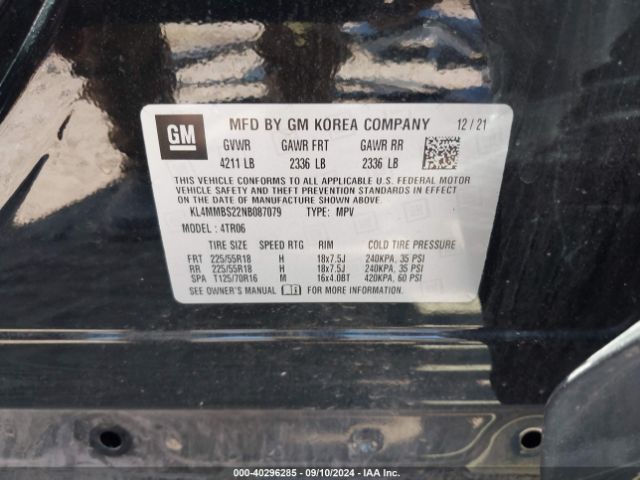 GM
MFD BY GM KOREA COMPANY 12/21
GVWR GAWR FRT GAWR RR
4211 LB 2336 LB 2336 LB
THIS VEHICLE CONFORMS TO ALL APPLICABLE U.S. FEDERAL MOTOR
VEHICLE SAFETY AND THEFT PREVENTION STANDARDS IN EFFECT
ON THE DATE OF MANUFACTURE SHOWN ABOVE.
KL4MMBS22NB087079 TYPE: MPV
MODEL: 4TR06
TIRE SIZE SPEED RTG RIM COLD TIRE PRESSURE
FRT 225/55R18 H 18x7.5J 240KPA, 35 PSI
RR 225/55R18 H 18x7.5J 240KPA, 35 PSI
SPA T125/70R16 M 16x4.0BT 420KPA, 60 PSI
SEE OWNER'S MANUAL FOR MORE INFORMATION.
000-40296285 - 09/10/2024 - IAA Inc.